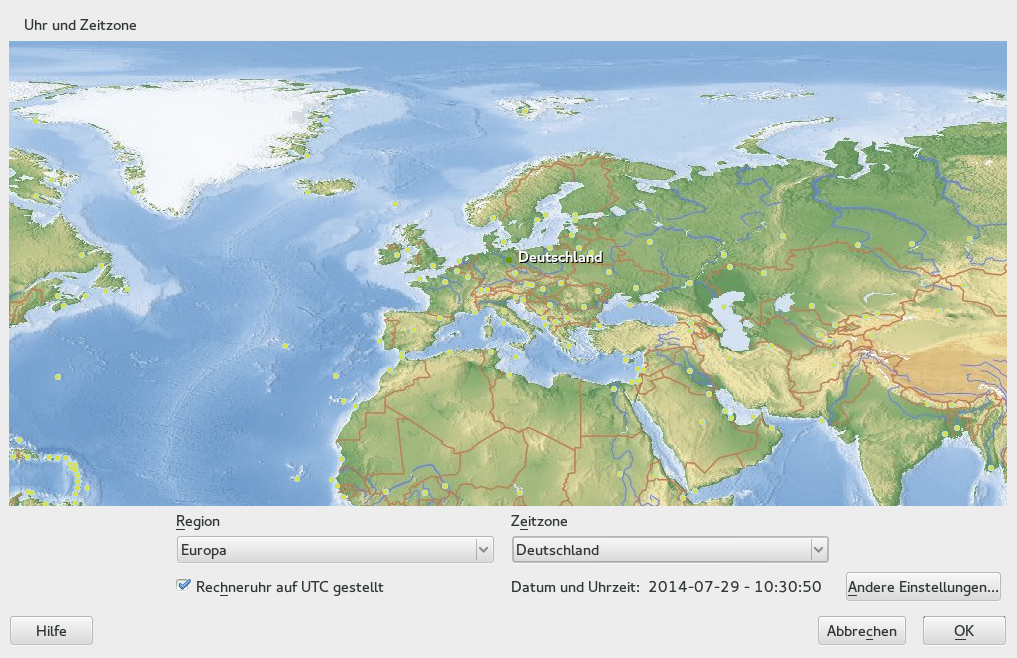 Uhr und Zeitzone
Deutschland
Region
Zeitzone
Europa
Deutschland
Rechneruhr auf UTC gestellt
Datum und Uhrzeit: 2014-07-29 - 10:30:50
Andere Einstellungen...
Hilfe
Abbrechen
OK